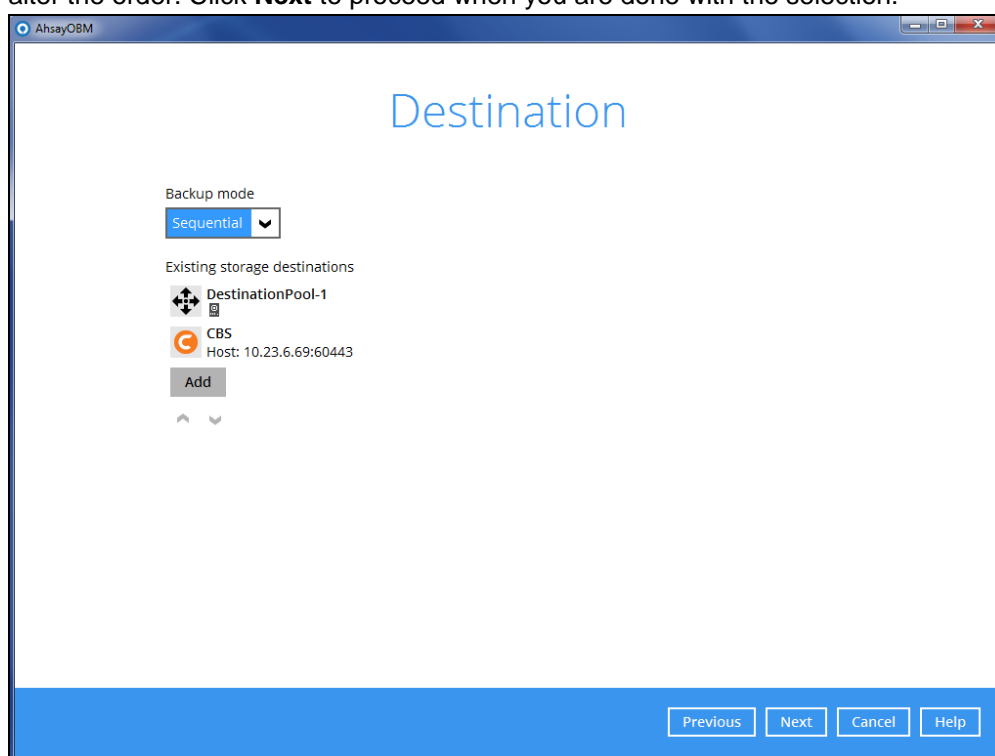 alter the order. Click Next to proceed when you are done with the selection.
AhsayOBM
Destination
Backup mode
Sequential
Existing storage destinations
DestinationPool-1
CBS
Host: 10.23.6.69:60443
Add
Previous Next Cancel Help